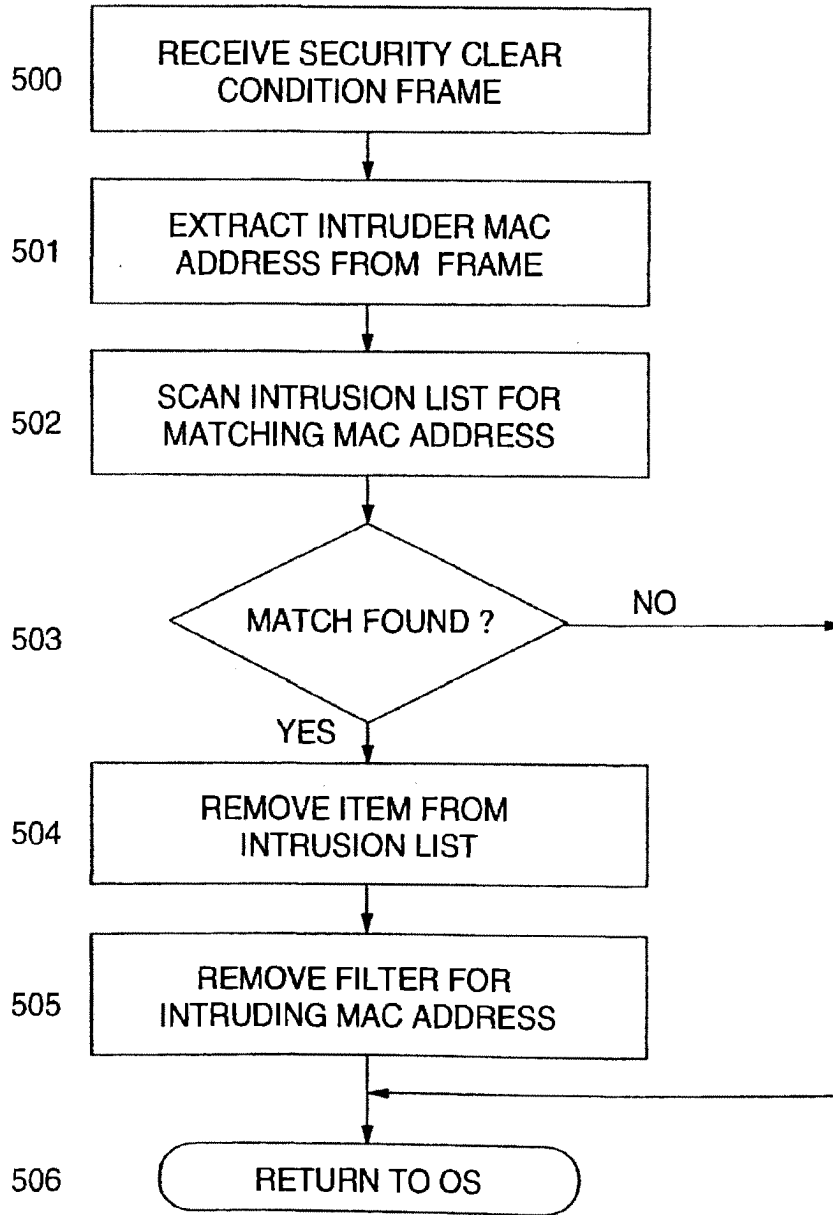 500
RECEIVE SECURITY CLEAR
CONDITION FRAME
501
EXTRACT INTRUDER MAC
ADDRESS FROM FRAME
502
SCAN INTRUSION LIST FOR
MATCHING MAC ADDRESS
503
MATCH FOUND ?
NO
YES
504
REMOVE ITEM FROM
INTRUSION LIST
505
REMOVE FILTER FOR
INTRUDING MAC ADDRESS
506
RETURN TO OS